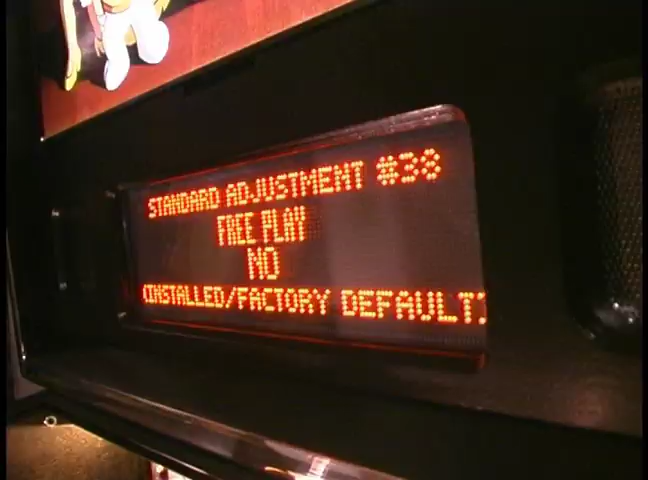 STANDARD ADJUSTMENT #38
FREE PLAY
NO
(INSTALLED/FACTORY DEFAULT)